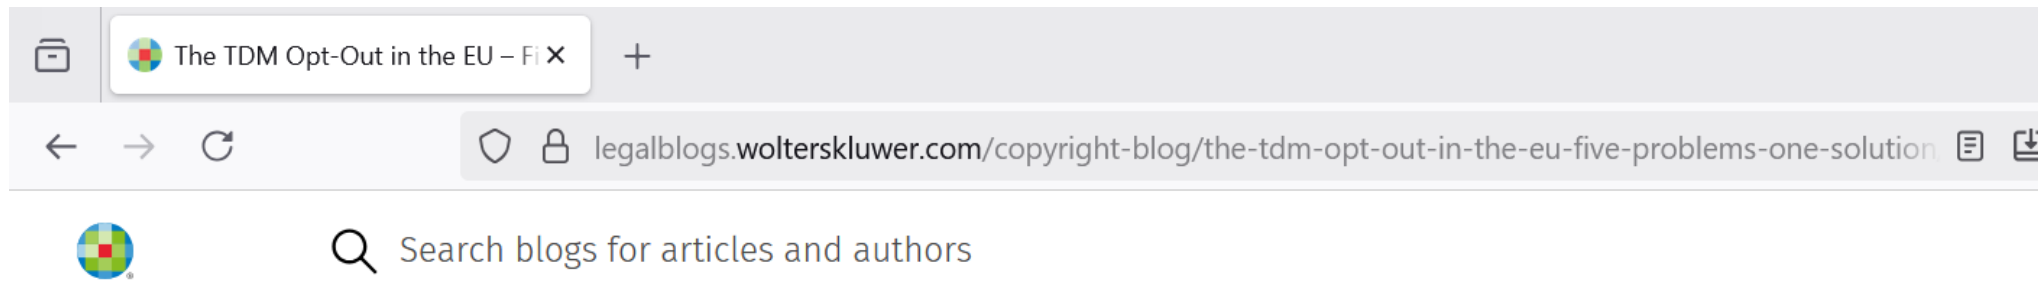 The TDM Opt-Out in the EU – Fi
legalblogs.wolterskluwer.com/copyright-blog/the-tdm-opt-out-in-the-eu-five-problems-one-solution
Search blogs for articles and authors